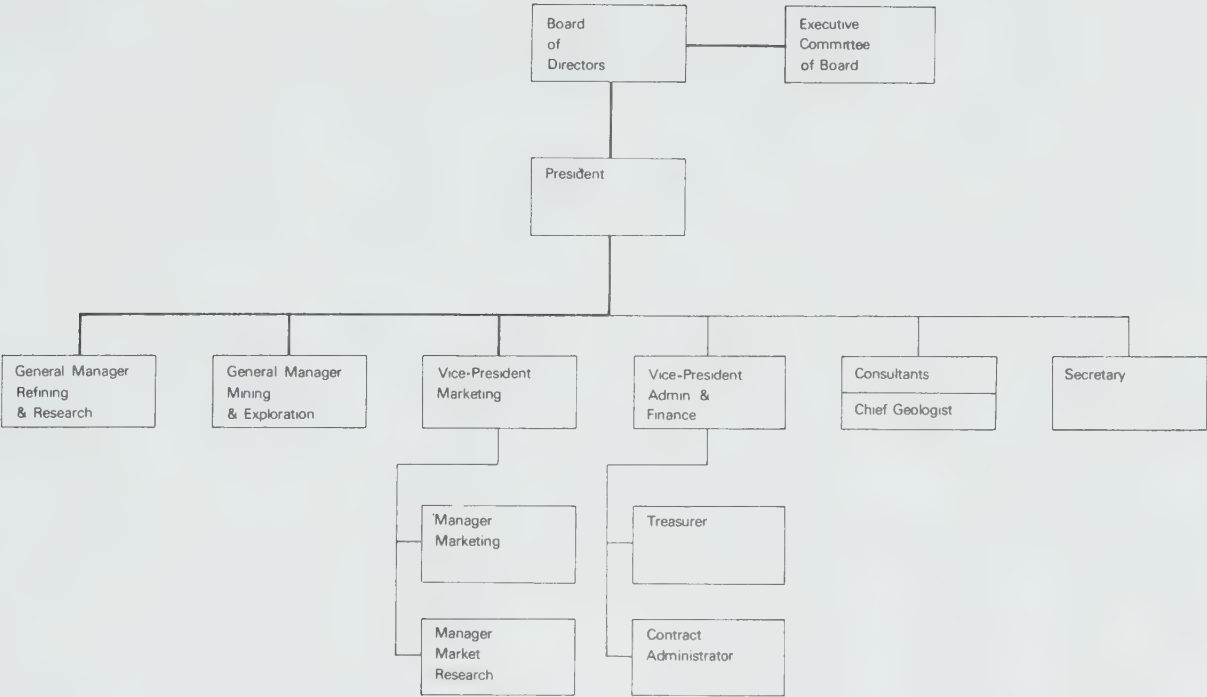 Board
of
Directors
Executive
Committee
of Board
President
General Manager
Refining
& Research
General Manager
Mining
& Exploration
Vice-President
Marketing
Vice-President
Admin &
Finance
Consultants
Chief Geologist
Secretary
Manager
Marketing
Treasurer
Manager
Market
Research
Contract
Administrator